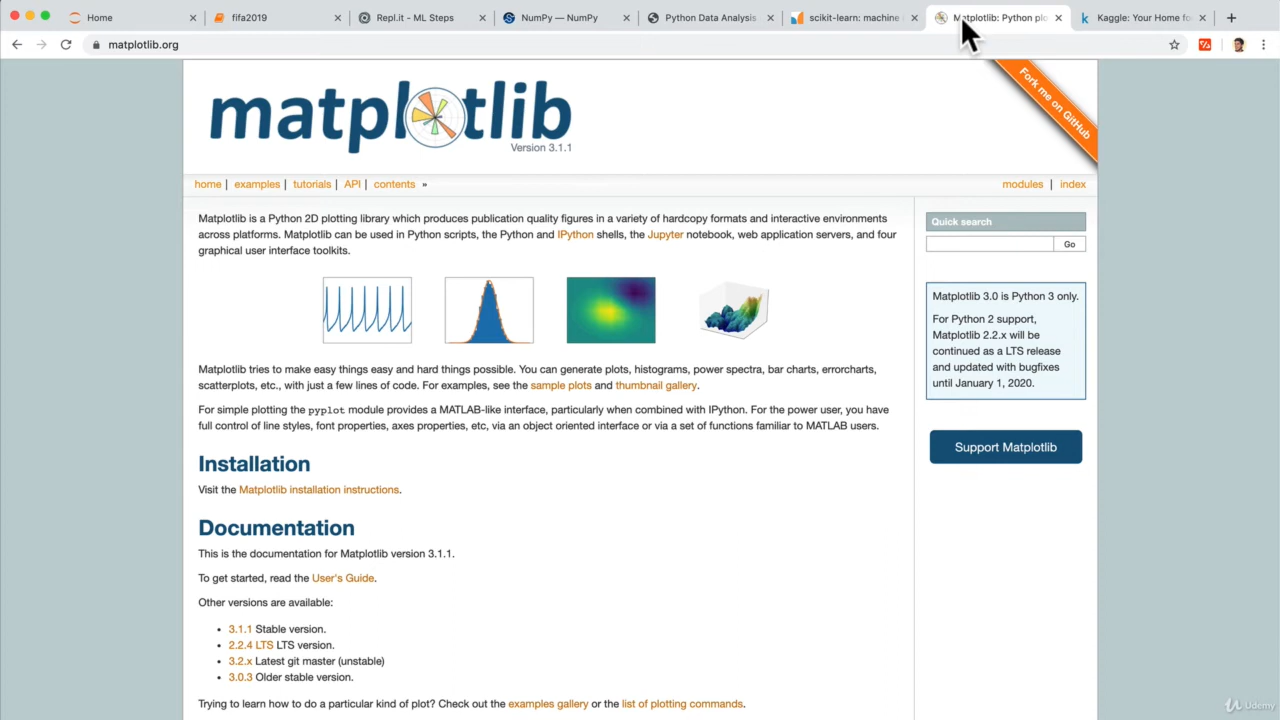 Home
fifa2019
Repl.it - ML Steps
NumPy — NumPy
Python Data Analysis
scikit-learn: machine
Matplotlib: Python plo
Kaggle: Your Home fo
matplotlib.org
matplotlib
Version 3.1.1
Fork me on GitHub
home | examples | tutorials | API | contents »
modules | index
Matplotlib is a Python 2D plotting library which produces publication quality figures in a variety of hardcopy formats and interactive environments
across platforms. Matplotlib can be used in Python scripts, the Python and IPython shells, the Jupyter notebook, web application servers, and four
graphical user interface toolkits.
Quick search
Go
Matplotlib 3.0 is Python 3 only.
For Python 2 support,
Matplotlib 2.2.x will be
continued as a LTS release
and updated with bugfixes
until January 1, 2020.
Support Matplotlib
Matplotlib tries to make easy things easy and hard things possible. You can generate plots, histograms, power spectra, bar charts, errorcharts,
scatterplots, etc., with just a few lines of code. For examples, see the sample plots and thumbnail gallery.
For simple plotting the pyplot module provides a MATLAB-like interface, particularly when combined with IPython. For the power user, you have
full control of line styles, font properties, axes properties, etc, via an object oriented interface or via a set of functions familiar to MATLAB users.
Installation
Visit the Matplotlib installation instructions.
Documentation
This is the documentation for Matplotlib version 3.1.1.
To get started, read the User's Guide.
Other versions are available:
• 3.1.1 Stable version.
• 2.2.4 LTS LTS version.
• 3.2.x Latest git master (unstable)
• 3.0.3 Older stable version.
Trying to learn how to do a particular kind of plot? Check out the examples gallery or the list of plotting commands.
Udemy